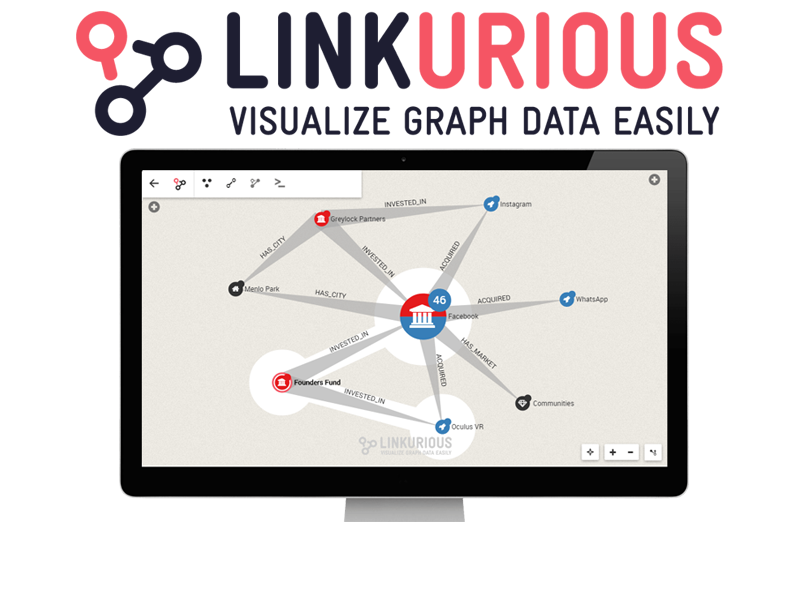 LINKURIOUS
VISUALIZE GRAPH DATA EASILY
INVESTED_IN
Instagram
Greylock Partners
HAS_CITY
INVESTED_IN
ACQUIRED
Menlo Park
HAS_CITY
46
ACQUIRED
WhatsApp
Facebook
INVESTED_IN
ACQUIRED
HAS_MARKET
Founders Fund
INVESTED_IN
Communities
Oculus VR
LINKURIOUS
VISUALIZE GRAPH DATA EASILY